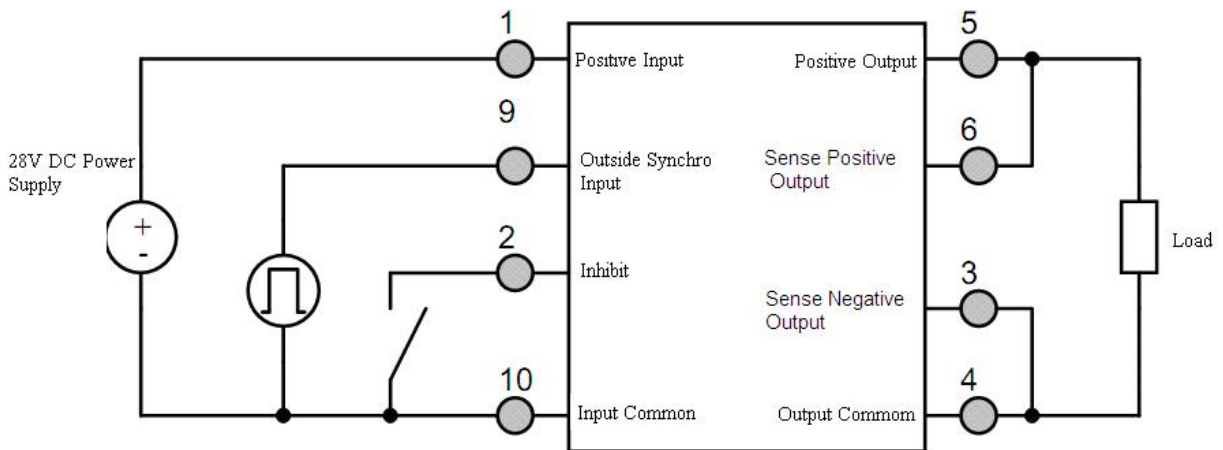 1
Positive Input
9
Outside Synchro
Input
2
Inhibit
10
Input Common
28V DC Power
Supply
+
-
5
Positive Output
6
Sense Positive
Output
3
Sense Negative
Output
4
Output Commom
Load